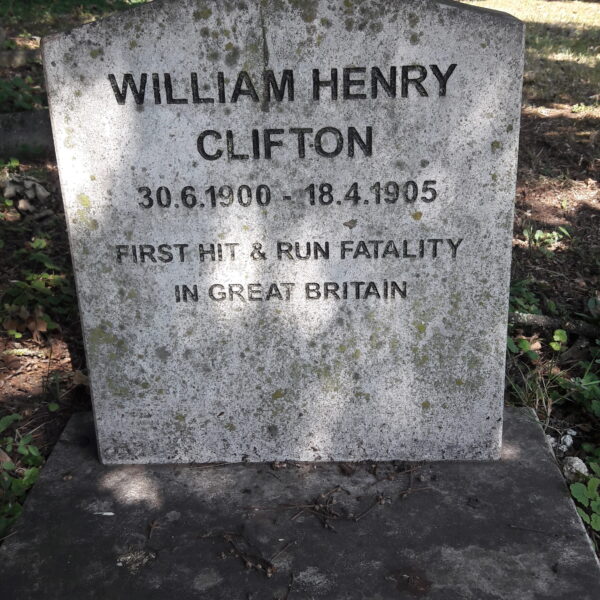 WILLIAM HENRY
CLIFTON
30.6.1900 - 18.4.1905
FIRST HIT & RUN FATALITY
IN GREAT BRITAIN